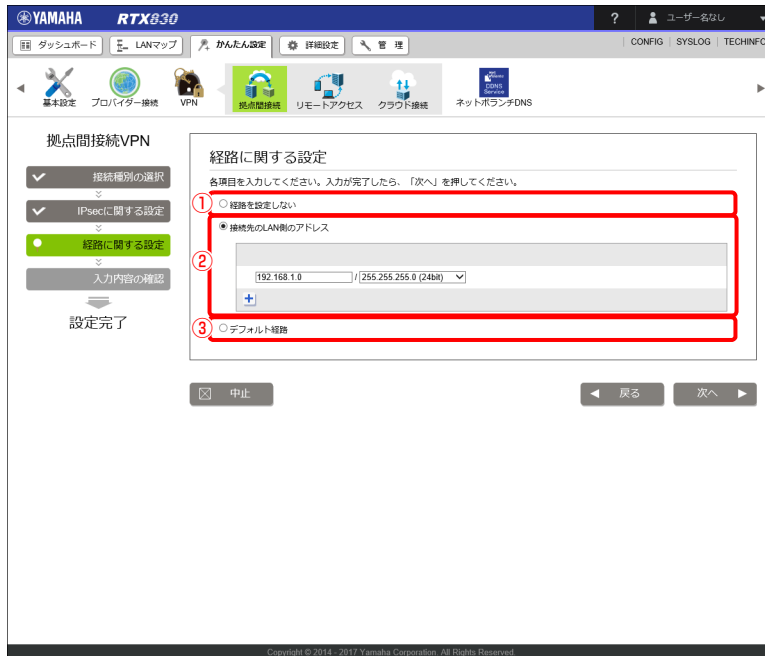 YAMAHA RTX830 ? ユーザー名なし
ダッシュボード LANマップ かんたん設定 詳細設定 管 理 CONFIG SYSLOG TECHINFO
基本設定 プロバイダー接続 VPN 拠点間接続 リモートアクセス クラウド接続 DDNS Service ネットボランチDNS
拠点間接続VPN
接続種別の選択
IPsecに関する設定
経路に関する設定
入力内容の確認
設定完了
経路に関する設定
各項目を入力してください。入力が完了したら、「次へ」を押してください。
① 経路を設定しない
② 接続先のLAN側のアドレス
192.168.1.0 / 255.255.255.0 (24bit)
+
③ デフォルト経路
中止 戻る 次へ
Copyright © 2014 - 2017 Yamaha Corporation. All Rights Reserved.